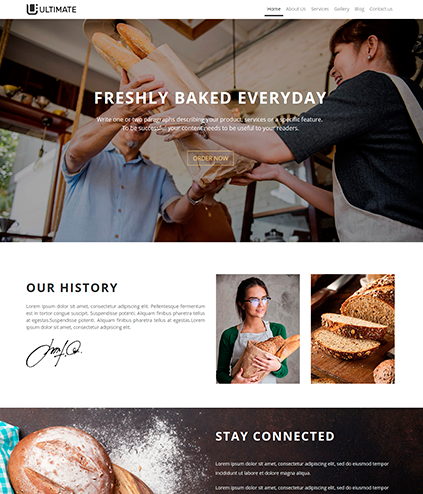 ULTIMATE
Home About Us Services Gallery Blog Contact us
FRESHLY BAKED EVERYDAY
Write one or two paragraphs describing your product, services or a specific feature.
To be successful your content needs to be useful to your readers.
ORDER NOW
OUR HISTORY
Lorem ipsum dolor sit amet, consectetur adipiscing elit. Pellentesque fermentum
est in tortor congue suscipit. Suspendisse potenti. Aliquam pharetra tellus
at egestas.Suspendisse potenti. Aliquam finibus pharetra tellus at egestas.Lorem
ipsum dolor sit amet, consectetur adipiscing elit.
STAY CONNECTED
Lorem ipsum dolor sit amet, consectetur adipiscing elit, sed do eiusmod tempor
incididunt ut labore et dolore magna aliqua.
Lorem ipsum dolor sit amet, consectetur adipiscing elit, sed do eiusmod tempor